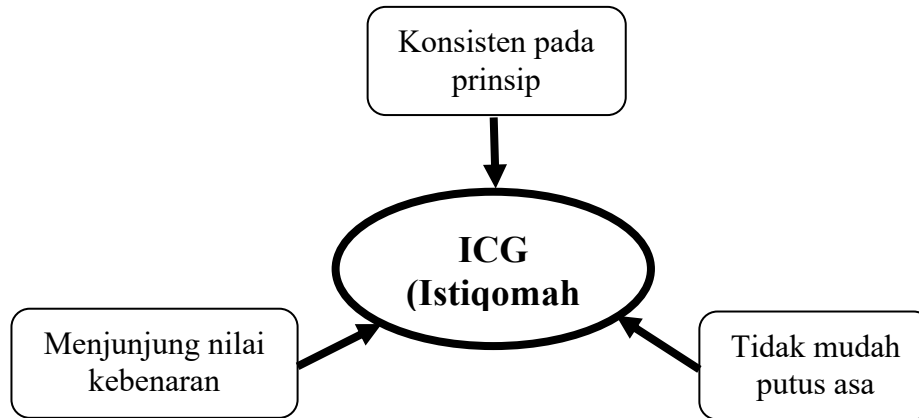 Konsisten pada
prinsip
ICG
(Istiqomah
Menjunjung nilai
kebenaran
Tidak mudah
putus asa